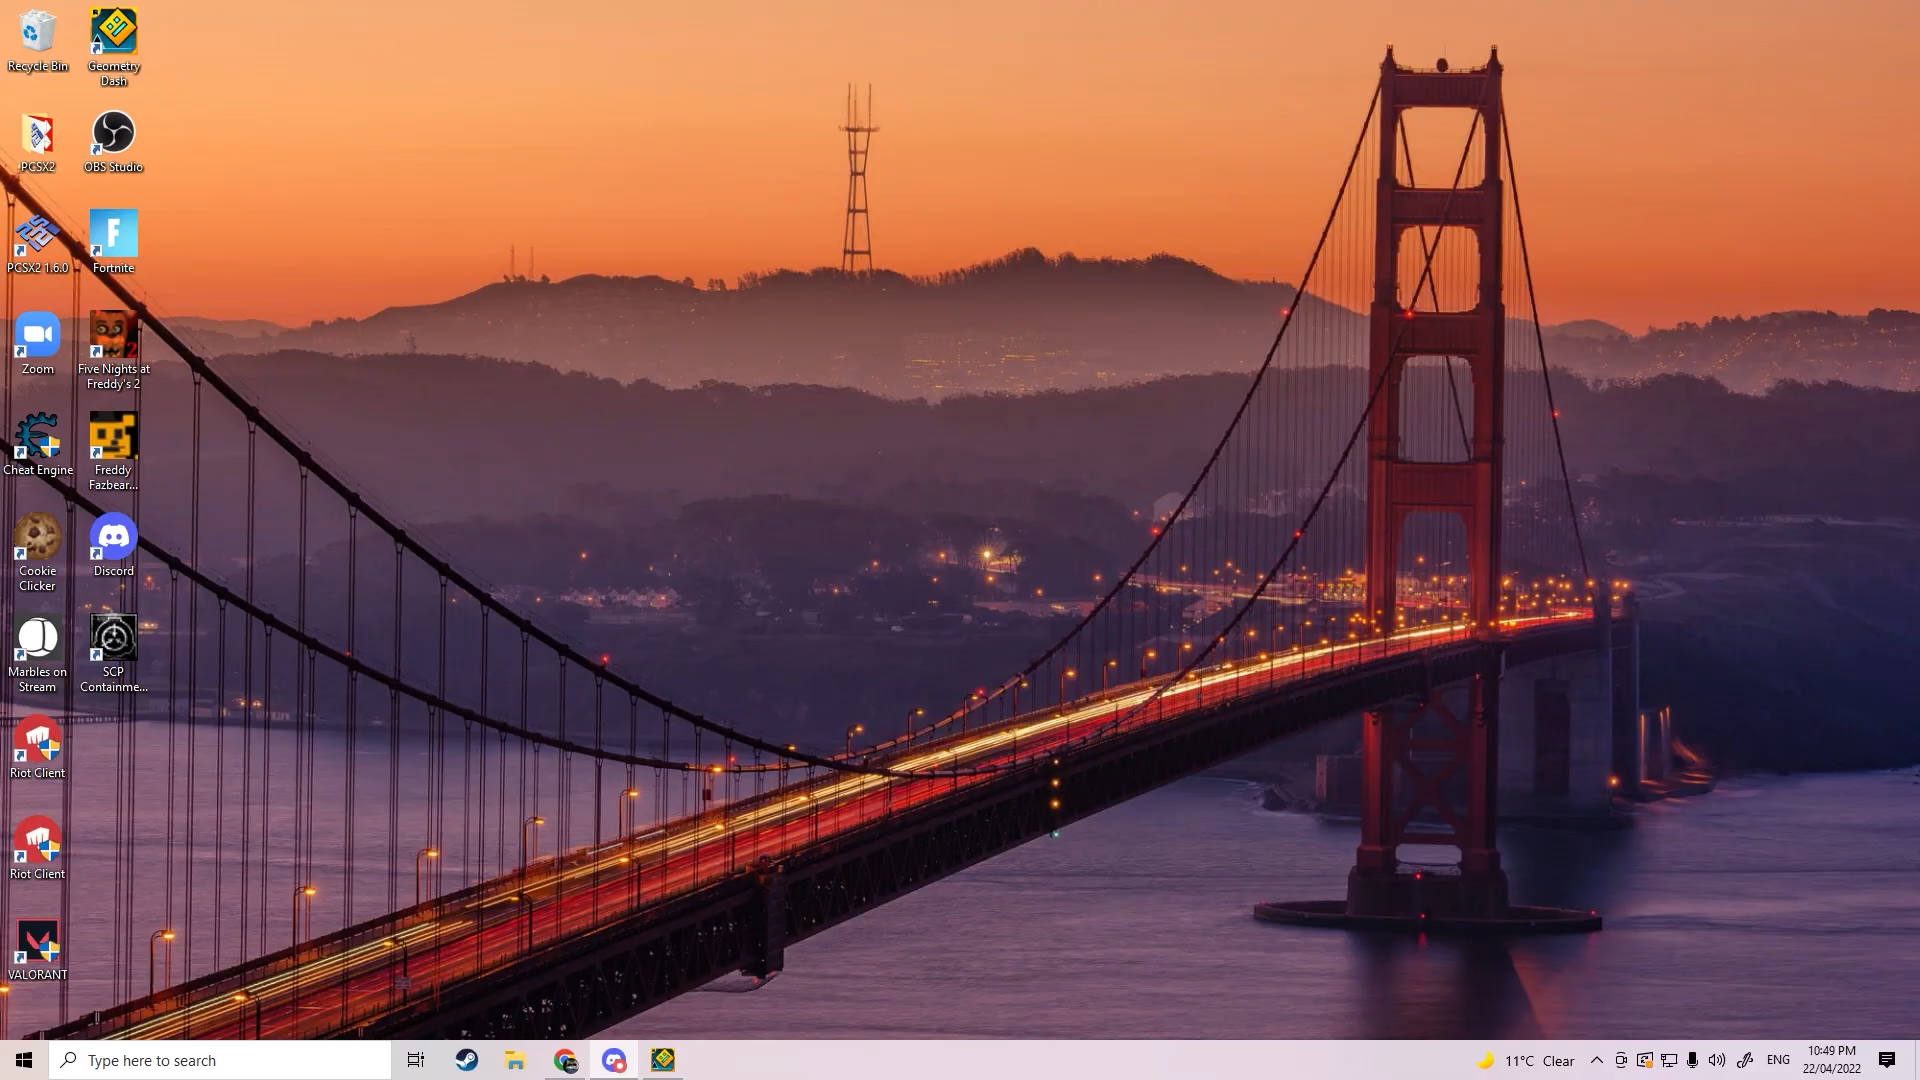 Recycle Bin
Geometry
Dash
PCSX2
OBS Studio
PCSX2 1.6.0
F
Fortnite
Zoom
2
Five Nights at
Freddy's 2
Cheat Engine
Freddy
Fazbear...
Cookie
Clicker
Discord
Marbles on
Stream
SCP
Containme...
Riot Client
Riot Client
VALORANT
Type here to search
11°C Clear
ENG
10:49 PM
22/04/2022